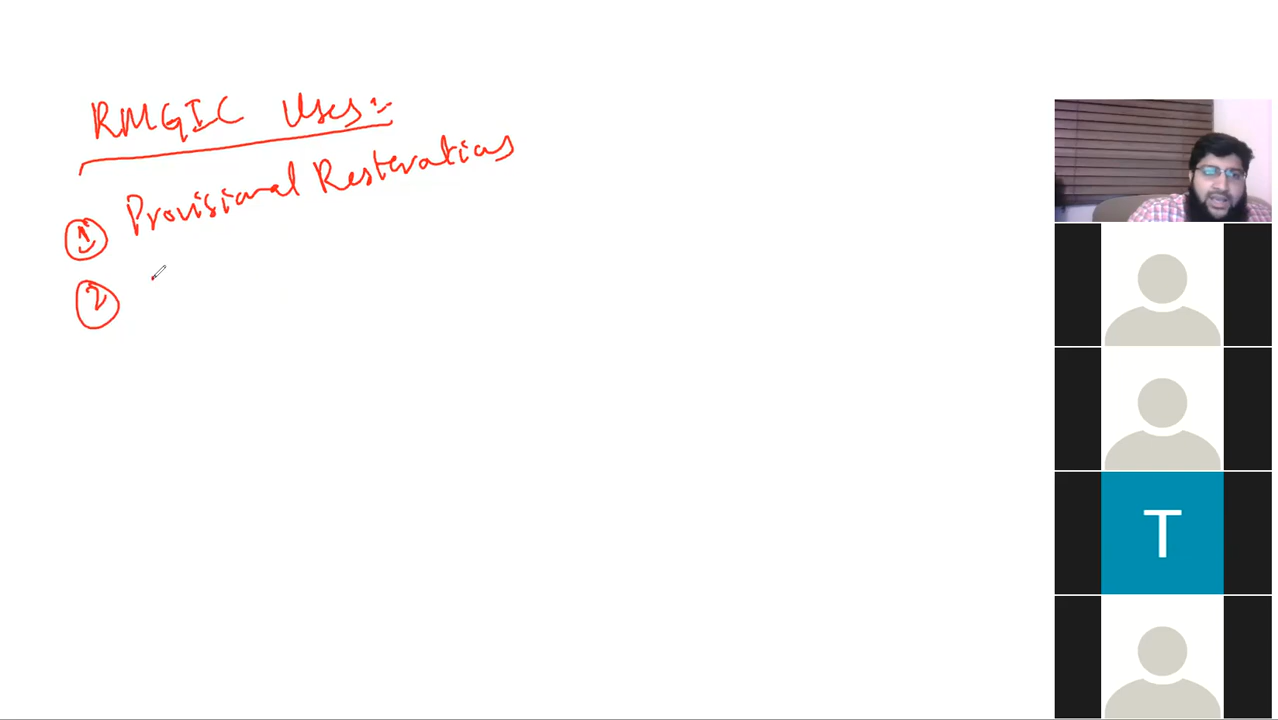 RMGIC Uses:-
① Provisional Restorations
②
T